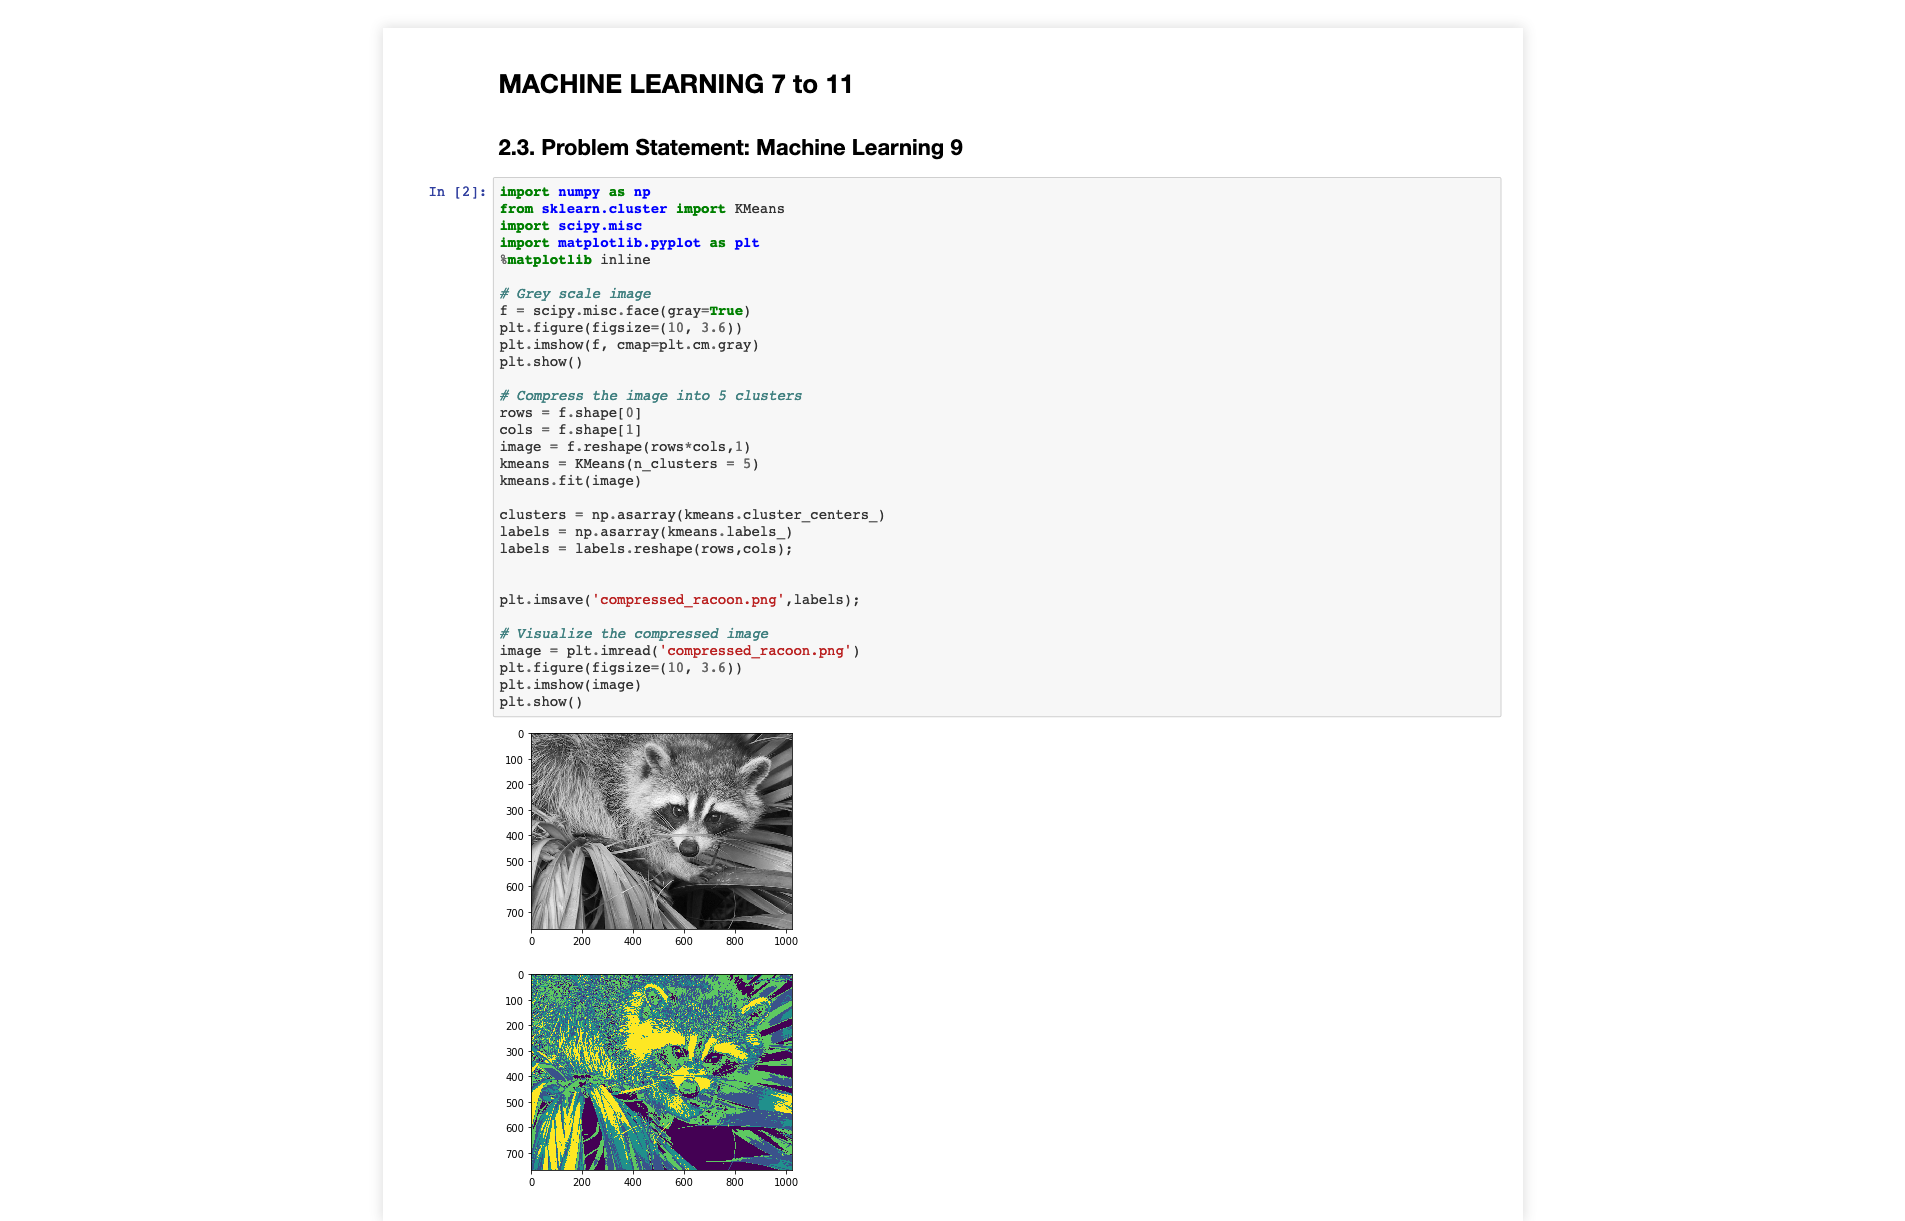 MACHINE LEARNING 7 to 11
2.3. Problem Statement: Machine Learning 9
In [2]:
import numpy as np
from sklearn.cluster import KMeans
import scipy.misc
import matplotlib.pyplot as plt
%matplotlib inline
# Grey scale image
f = scipy.misc.face(gray=True)
plt.figure(figsize=(10, 3.6))
plt.imshow(f, cmap=plt.cm.gray)
plt.show()
# Compress the image into 5 clusters
rows = f.shape[0]
cols = f.shape[1]
image = f.reshape(rows*cols,1)
kmeans = KMeans(n_clusters = 5)
kmeans.fit(image)
clusters = np.asarray(kmeans.cluster_centers_)
labels = np.asarray(kmeans.labels_)
labels = labels.reshape(rows,cols);
plt.imsave('compressed_racoon.png',labels);
# Visualize the compressed image
image = plt.imread('compressed_racoon.png')
plt.figure(figsize=(10, 3.6))
plt.imshow(image)
plt.show()
0
100
200
300
400
500
600
700
0 200 400 600 800 1000
0
100
200
300
400
500
600
700
0 200 400 600 800 1000